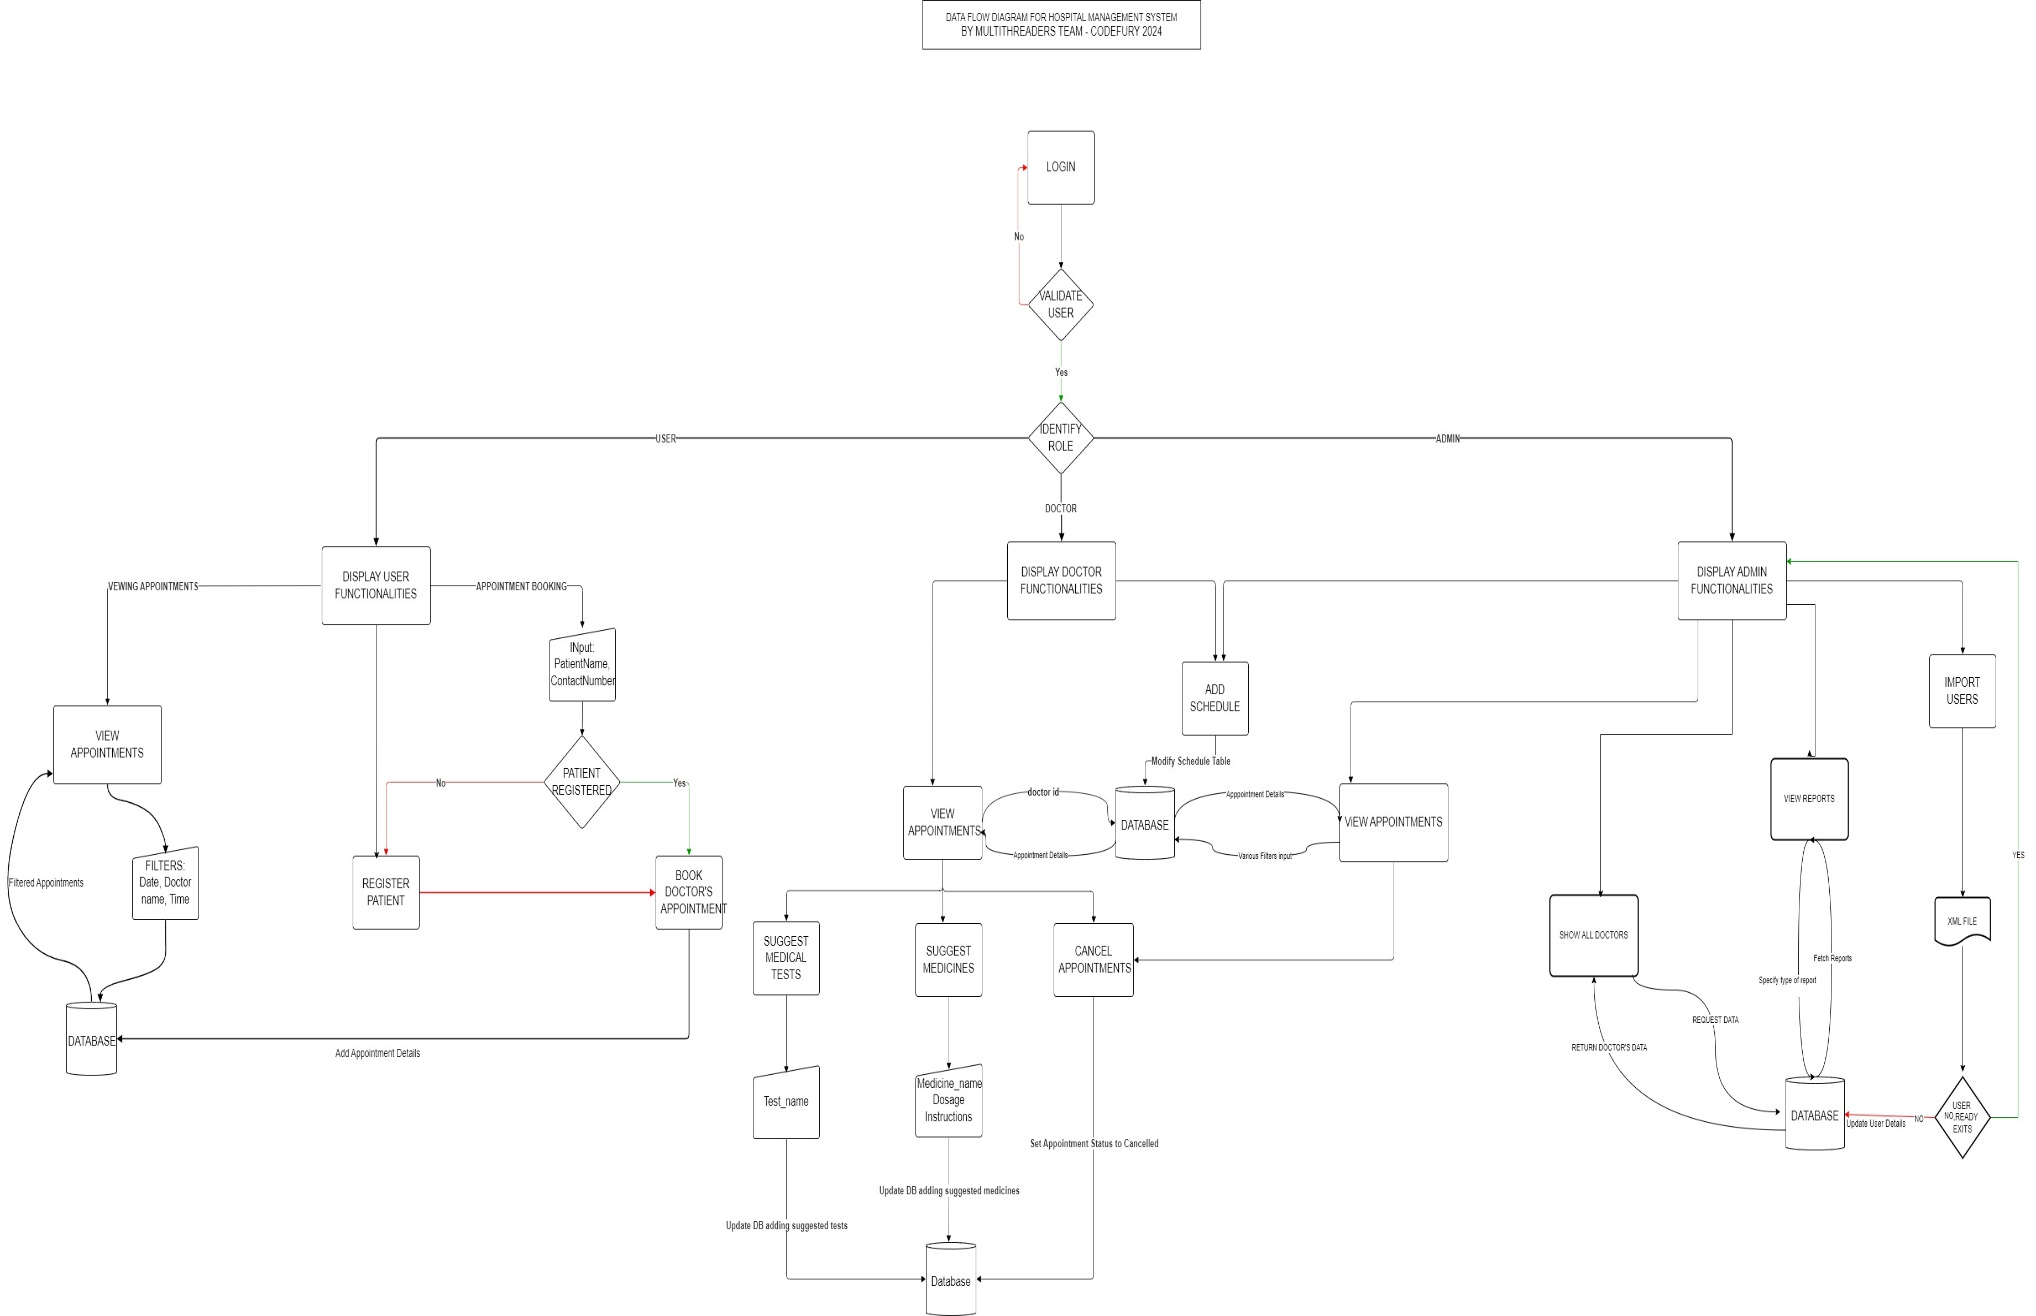 DATA FLOW DIAGRAM FOR HOSPITAL MANAGEMENT SYSTEM
BY MULTITHREADERS TEAM - CODEFURY 2024
LOGIN
No
VALIDATE
USER
Yes
IDENTIFY
ROLE
USER
ADMIN
DOCTOR
DISPLAY USER
FUNCTIONALITIES
VEWING APPOINTMENTS
APPOINTMENT BOOKING
DISPLAY DOCTOR
FUNCTIONALITIES
DISPLAY ADMIN
FUNCTIONALITIES
INput:
PatientName,
ContactNumber
ADD
SCHEDULE
IMPORT
USERS
VIEW
APPOINTMENTS
PATIENT
REGISTERED
No
Yes
Modify Schedule Table
VIEW
APPOINTMENTS
doctor id
Appointment Details
DATABASE
Apppointment Details
Various Filters input
VIEW APPOINTMENTS
VIEW REPORTS
Filtered Appointments
FILTERS:
Date, Doctor
name, Time
REGISTER
PATIENT
BOOK
DOCTOR'S
APPOINTMENT
YES
SUGGEST
MEDICAL
TESTS
SUGGEST
MEDICINES
CANCEL
APPOINTMENTS
SHOW ALL DOCTORS
XML FILE
Fetch Reports
Specify type of report
REQUEST DATA
RETURN DOCTOR'S DATA
DATABASE
Add Appointment Details
Test_name
Medicine_name
Dosage
Instructions
DATABASE
Update User Details
NO
USER
NO,READY
EXITS
Set Appointment Status to Cancelled
Update DB adding suggested medicines
Update DB adding suggested tests
Database